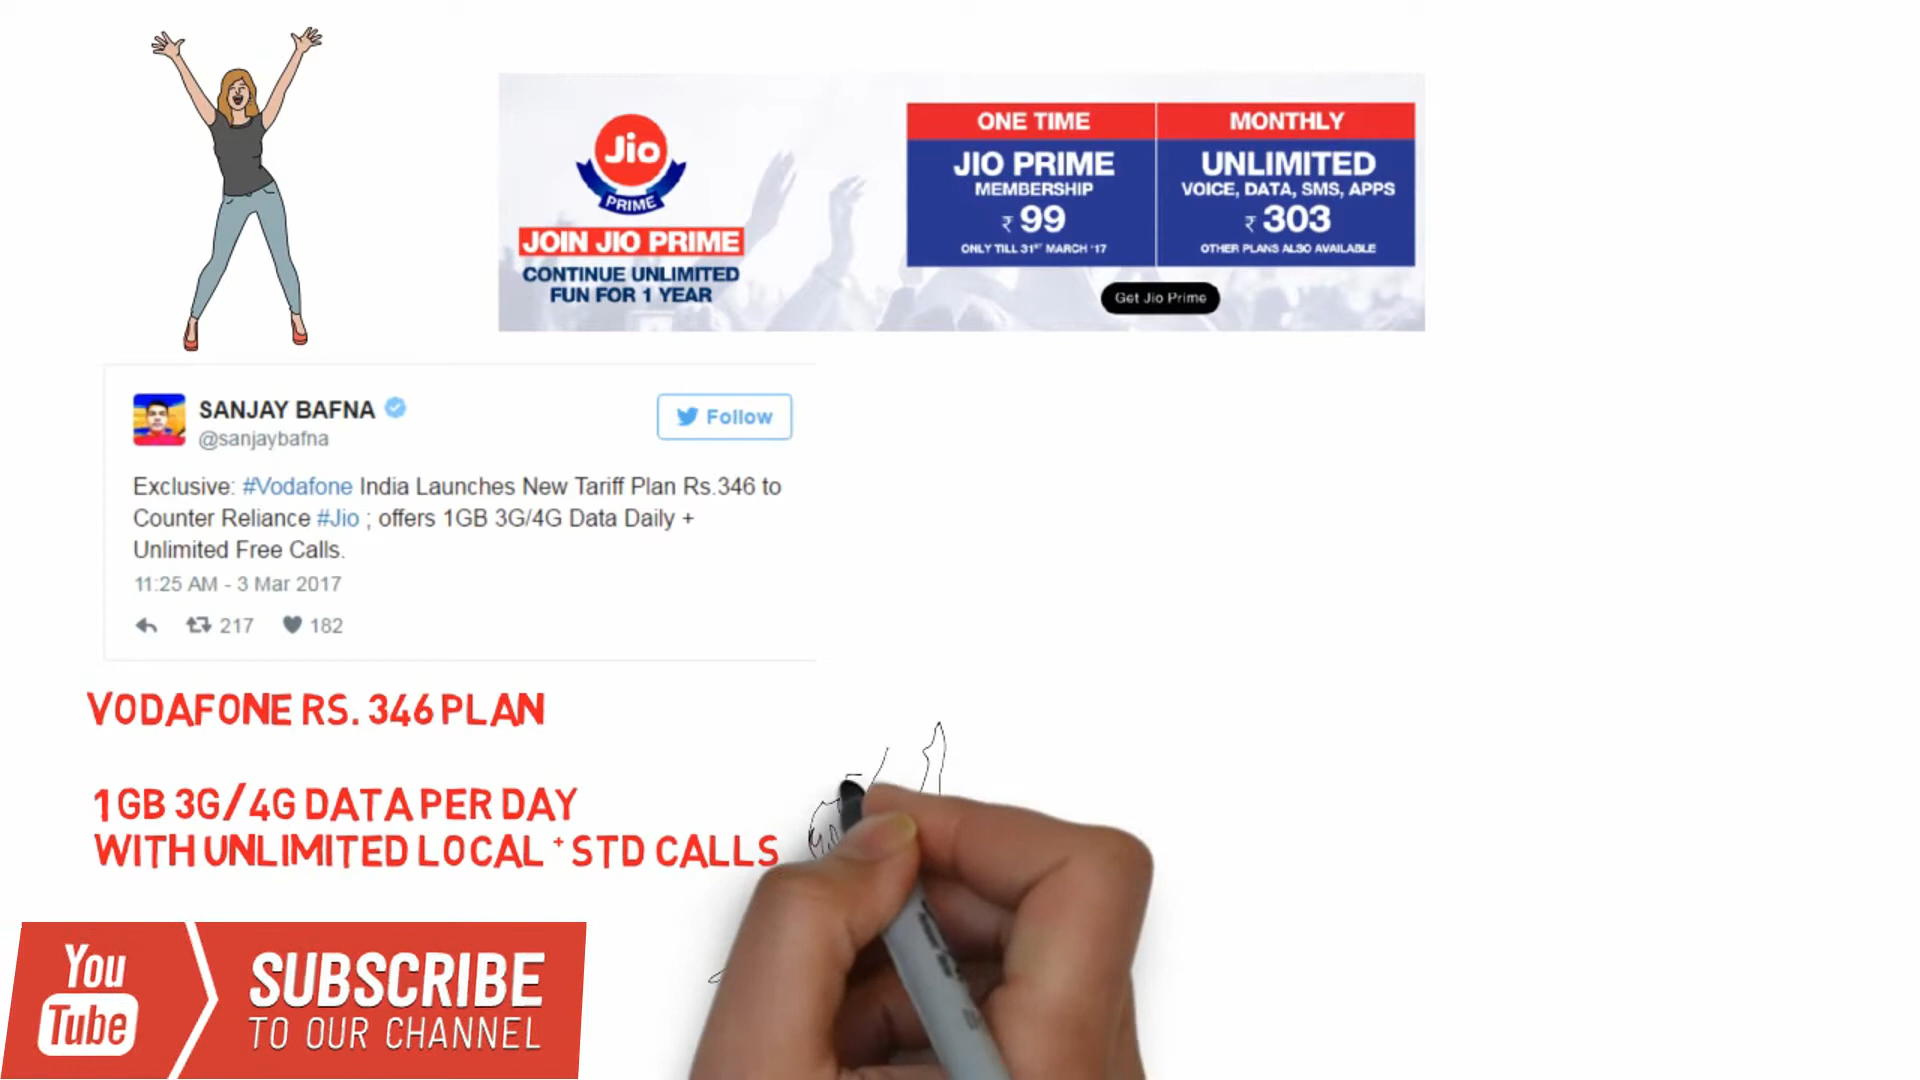 Jio
PRIME
JOIN JIO PRIME
CONTINUE UNLIMITED
FUN FOR 1 YEAR
ONE TIME
JIO PRIME
MEMBERSHIP
₹ 99
ONLY TILL 31ST MARCH '17
MONTHLY
UNLIMITED
VOICE, DATA, SMS, APPS
₹ 303
OTHER PLANS ALSO AVAILABLE
Get Jio Prime
SANJAY BAFNA
@sanjaybafna
Follow
Exclusive: #Vodafone India Launches New Tariff Plan Rs.346 to
Counter Reliance #Jio ; offers 1GB 3G/4G Data Daily +
Unlimited Free Calls.
11:25 AM - 3 Mar 2017
217 182
VODAFONE RS. 346 PLAN
1GB 3G/4G DATA PER DAY
WITH UNLIMITED LOCAL + STD CALLS
You
Tube
SUBSCRIBE
TO OUR CHANNEL